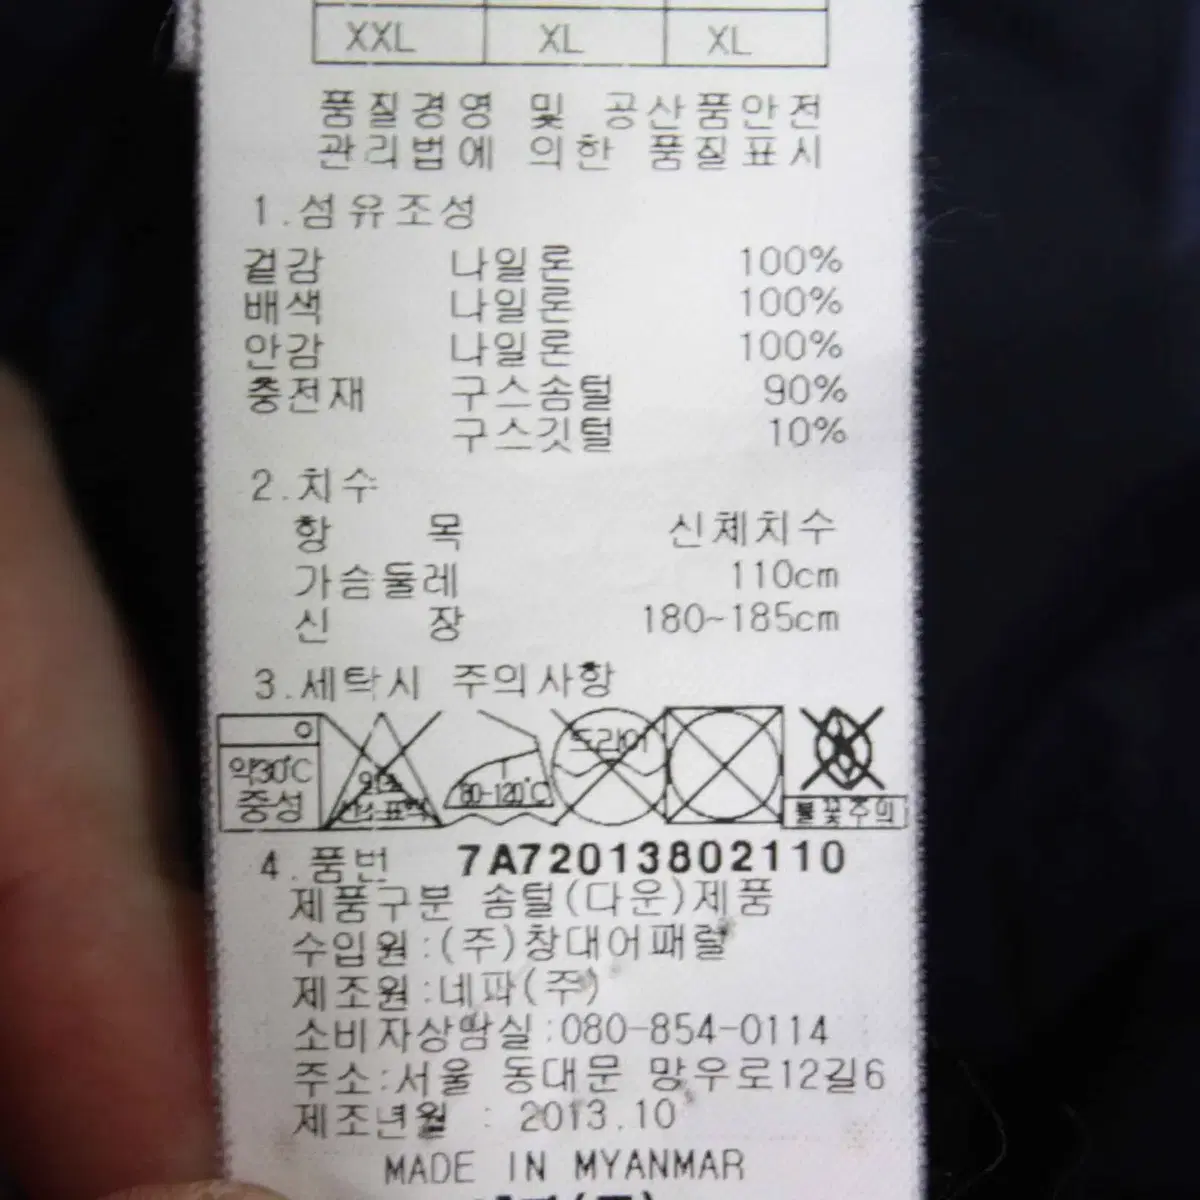 XXL XL XL
품질경영 및 공산품안전
관리법에 의한 품질표시
1.섬유조성
겉감 나일론 100%
배색 나일론 100%
안감 나일론 100%
충전재 구스솜털 90%
구스깃털 10%
2.치수
항 목 신체치수
가슴둘레 110cm
신 장 180~185cm
3.세탁시 주의사항
약30℃
중성
염소
산소표백
80-120℃
드라이
불꽃주의
4.품번 7A72013802110
제품구분 솜털(다운)제품
수입원:(주)창대어패럴
제조원:네파(주)
소비자상담실:080-854-0114
주소:서울 동대문 망우로12길6
제조년월 : 2013.10
MADE IN MYANMAR